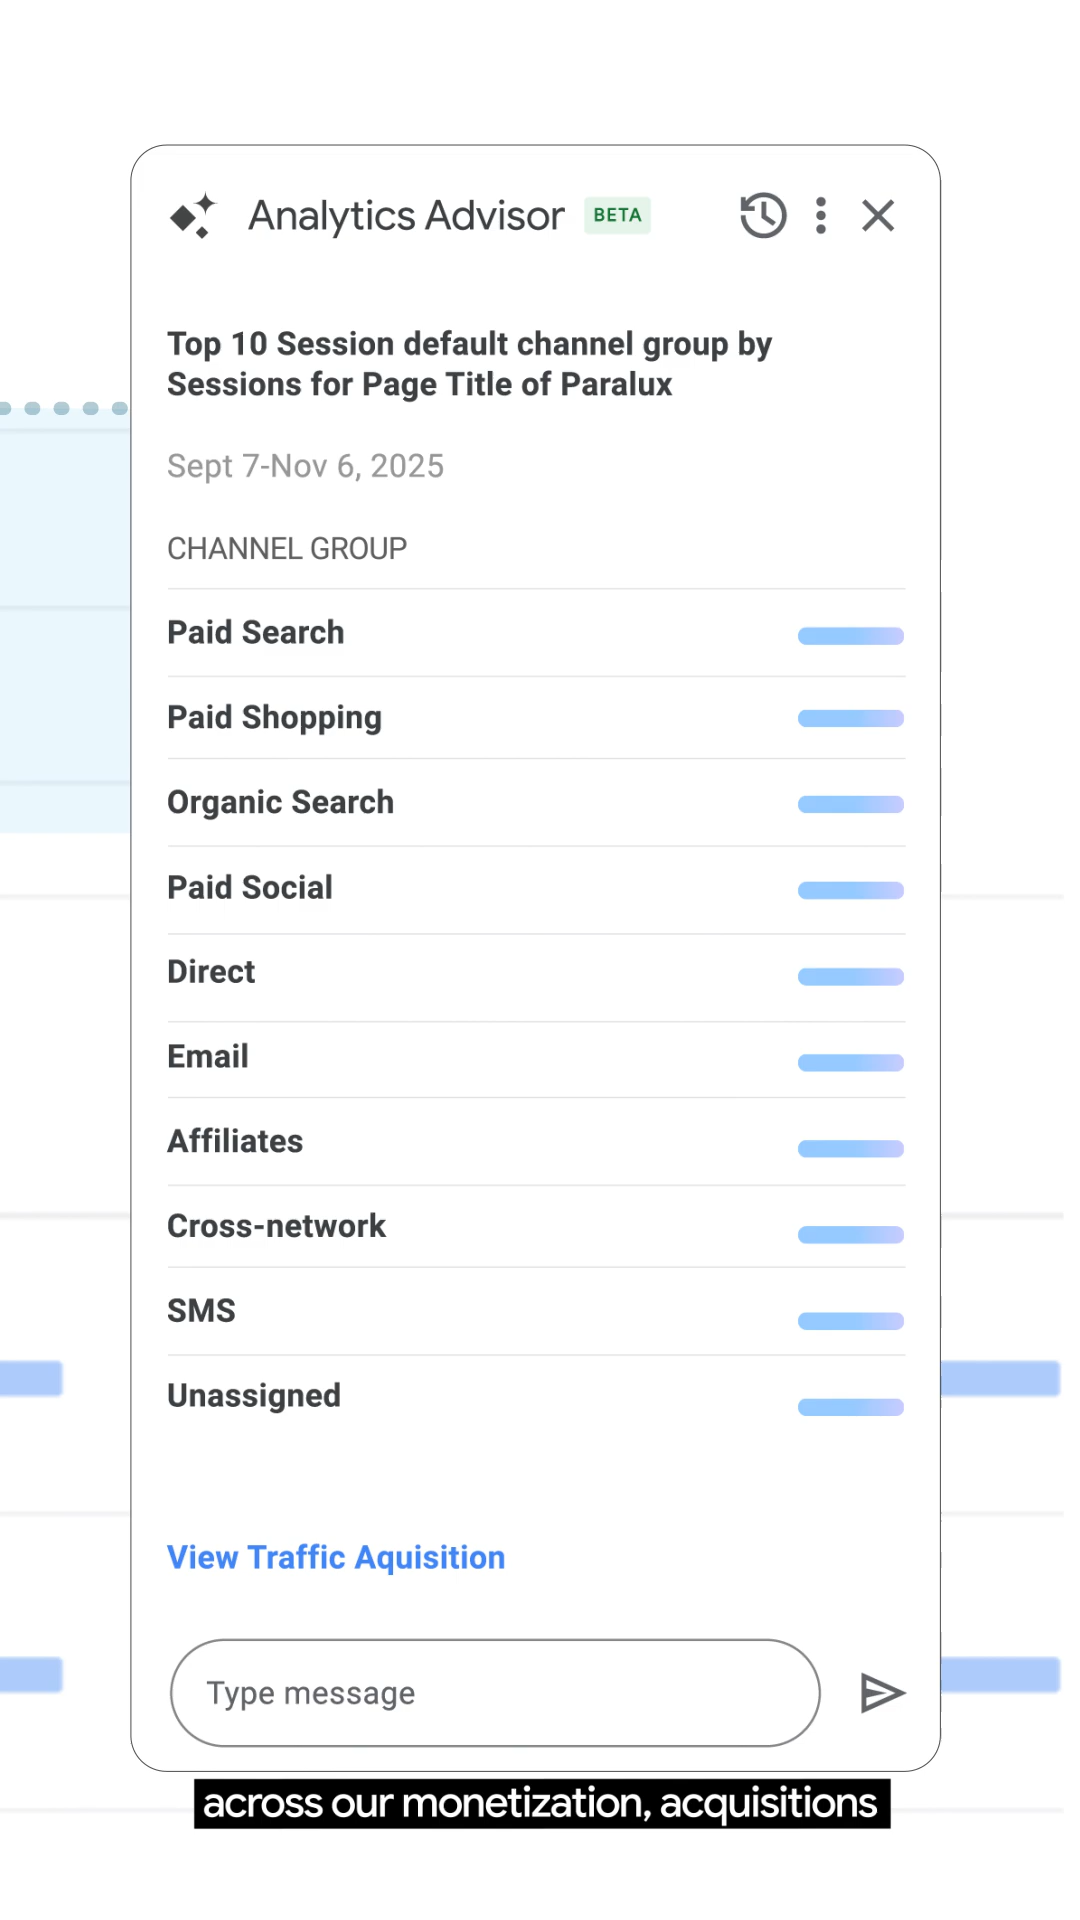 Analytics Advisor BETA
Top 10 Session default channel group by
Sessions for Page Title of Paralux
Sept 7-Nov 6, 2025
CHANNEL GROUP
Paid Search
Paid Shopping
Organic Search
Paid Social
Direct
Email
Affiliates
Cross-network
SMS
Unassigned
View Traffic Aquisition
Type message
across our monetization, acquisitions